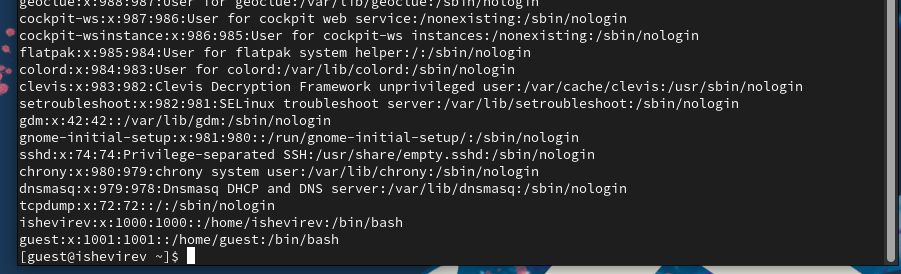 geoclue:x:988:987:User for geoclue:/var/lib/geoclue:/sbin/nologin
cockpit-ws:x:987:986:User for cockpit web service:/nonexisting:/sbin/nologin
cockpit-wsinstance:x:986:985:User for cockpit-ws instances:/nonexisting:/sbin/nologin
flatpak:x:985:984:User for flatpak system helper:/:/sbin/nologin
colord:x:984:983:User for colord:/var/lib/colord:/sbin/nologin
clevis:x:983:982:Clevis Decryption Framework unprivileged user:/var/cache/clevis:/usr/sbin/nologin
setroubleshoot:x:982:981:SELinux troubleshoot server:/var/lib/setroubleshoot:/sbin/nologin
gdm:x:42:42::/var/lib/gdm:/sbin/nologin
gnome-initial-setup:x:981:980::/run/gnome-initial-setup/:/sbin/nologin
sshd:x:74:74:Privilege-separated SSH:/usr/share/empty.sshd:/sbin/nologin
chrony:x:980:979:chrony system user:/var/lib/chrony:/sbin/nologin
dnsmasq:x:979:978:Dnsmasq DHCP and DNS server:/var/lib/dnsmasq:/sbin/nologin
tcpdump:x:72:72::/:/sbin/nologin
ishevirev:x:1000:1000::/home/ishevirev:/bin/bash
guest:x:1001:1001::/home/guest:/bin/bash
[guest@ishevirev ~]$